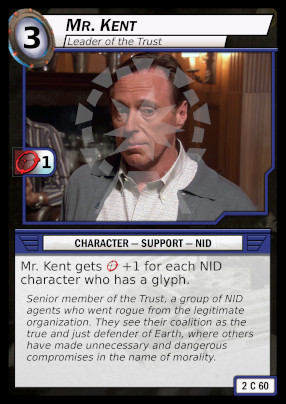 3
Mr. Kent
Leader of the Trust
1
CHARACTER – SUPPORT – NID
Mr. Kent gets +1 for each NID
character who has a glyph.
Senior member of the Trust, a group of NID
agents who went rogue from the legitimate
organization. They see their coalition as the
true and just defender of Earth, where others
have made unnecessary and dangerous
compromises in the name of morality.
2 C 60